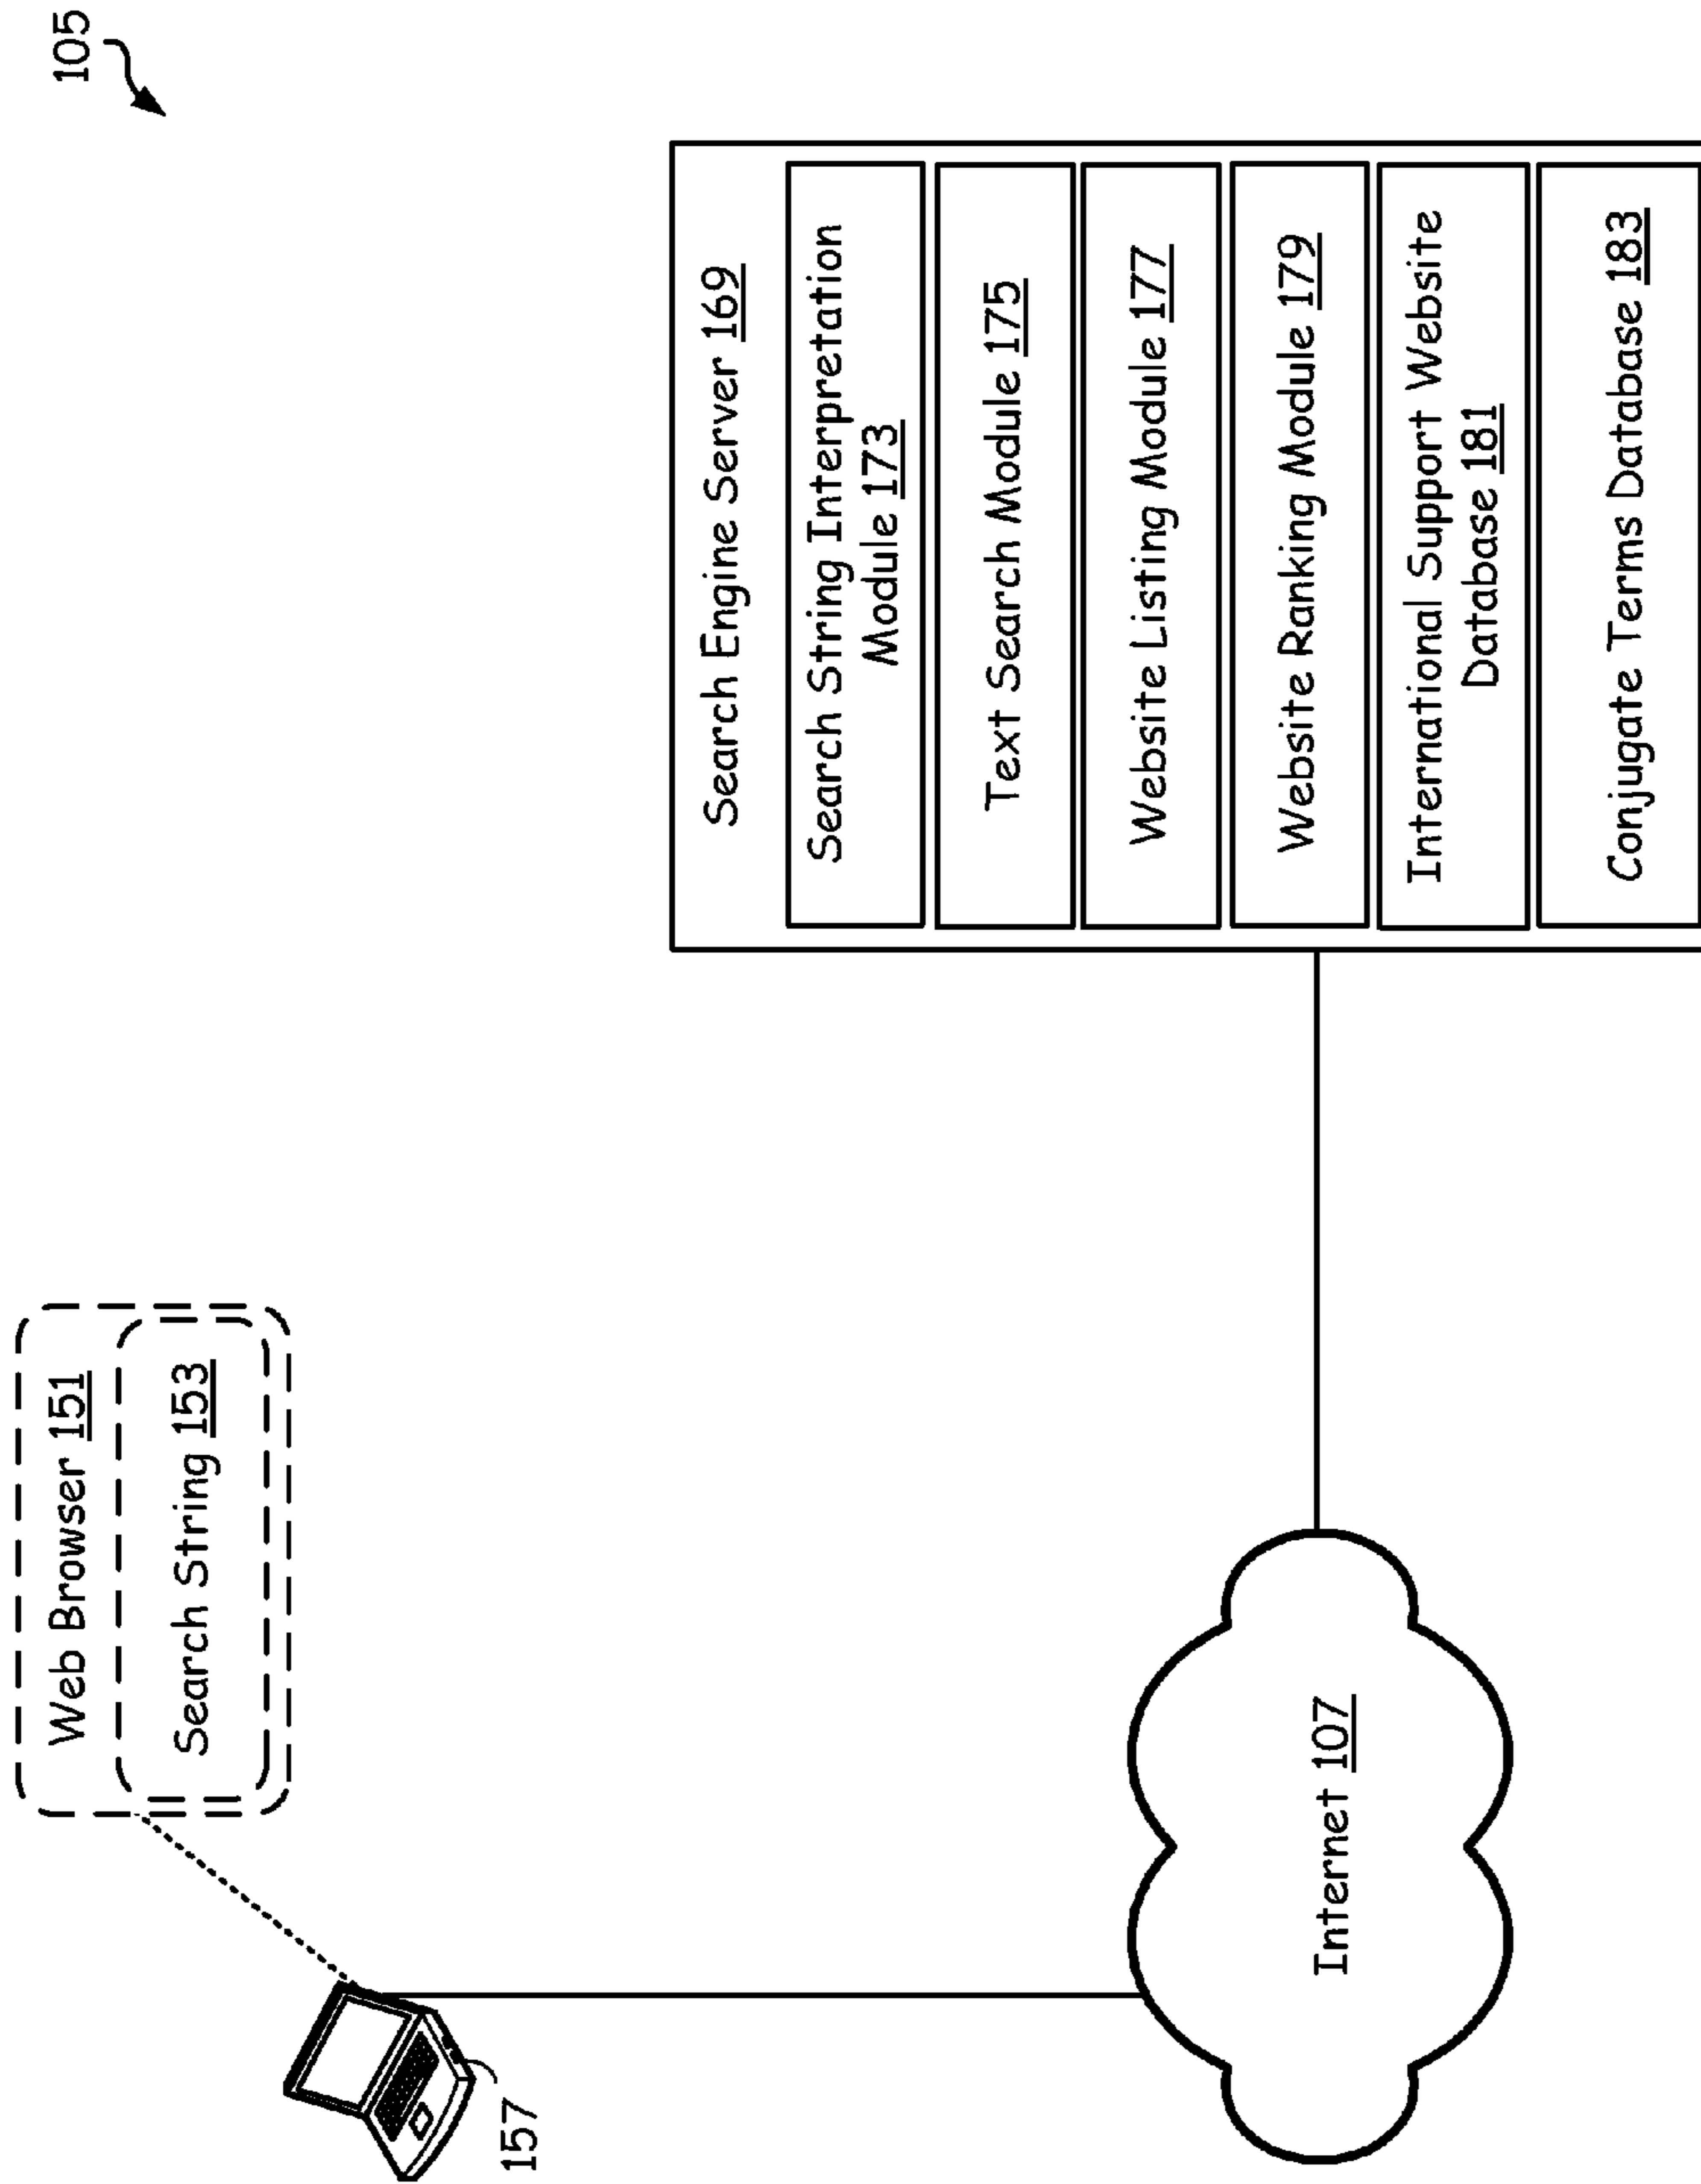 105
Web Browser 151
Search String 153
157
Internet 107
Search Engine Server 169
Search String Interpretation
Module 173
Text Search Module 175
Website Listing Module 177
Website Ranking Module 179
International Support Website
Database 181
Conjugate Terms Database 183